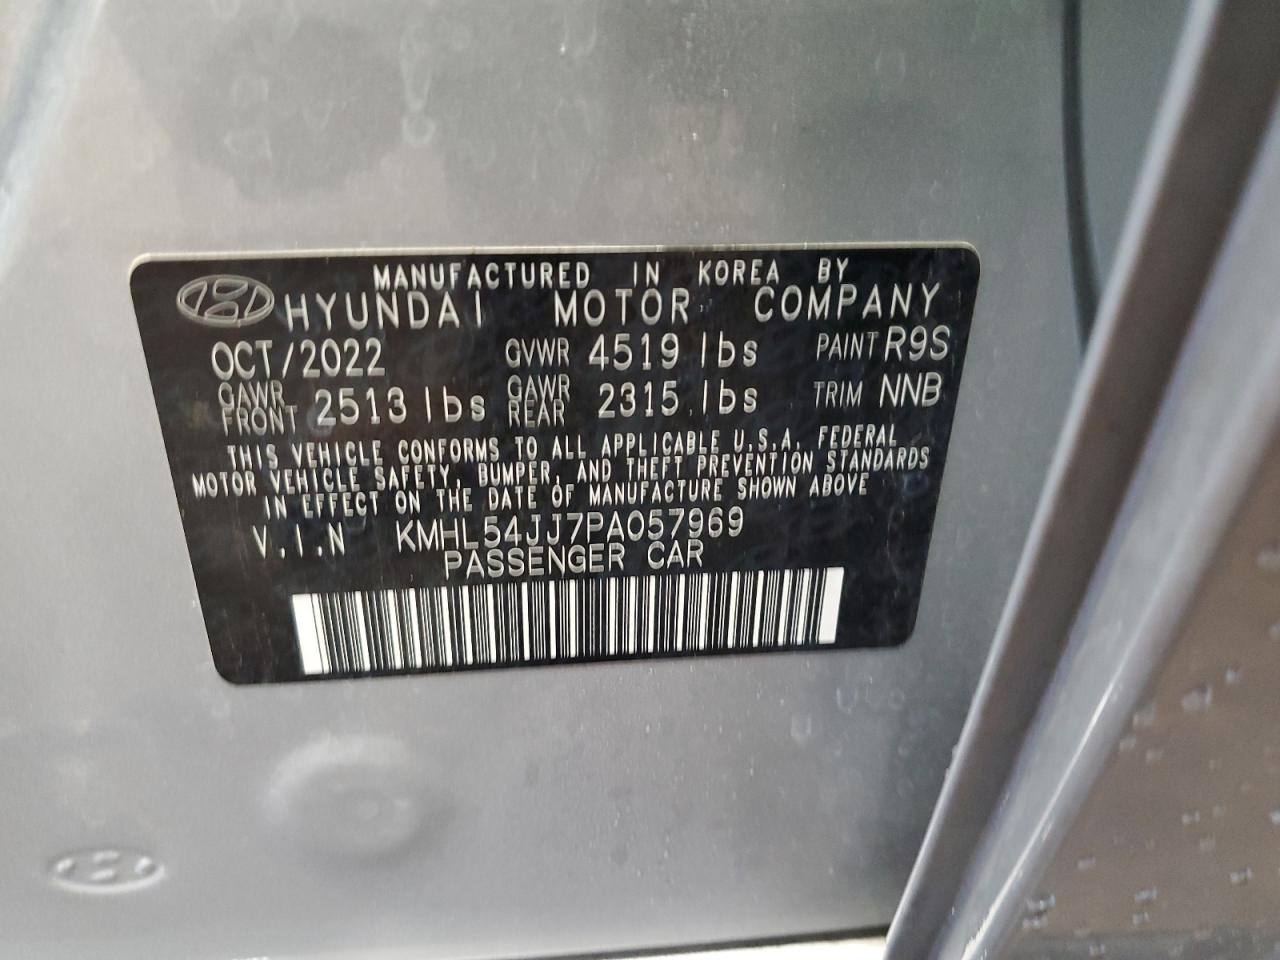 MANUFACTURED IN KOREA BY
HYUNDAI MOTOR COMPANY
OCT/2022 GVWR 4519 lbs PAINT R9S
GAWR FRONT 2513 lbs GAWR REAR 2315 lbs TRIM NNB
THIS VEHICLE CONFORMS TO ALL APPLICABLE U.S.A. FEDERAL
MOTOR VEHICLE SAFETY, BUMPER, AND THEFT PREVENTION STANDARDS
IN EFFECT ON THE DATE OF MANUFACTURE SHOWN ABOVE
V.I.N KMHL54JJ7PA057969
PASSENGER CAR